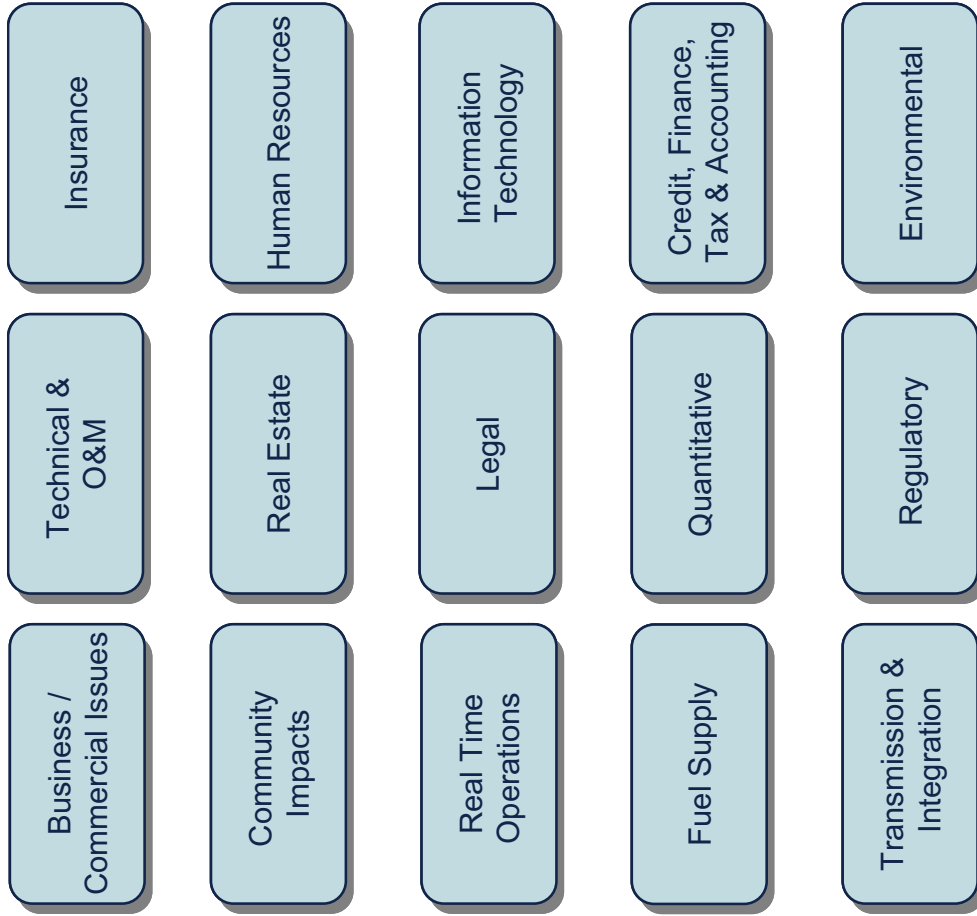 Business /
Commercial Issues
Technical &
O&M
Insurance
Community
Impacts
Real Estate
Human Resources
Real Time
Operations
Legal
Information
Technology
Fuel Supply
Quantitative
Credit, Finance,
Tax & Accounting
Transmission &
Integration
Regulatory
Environmental